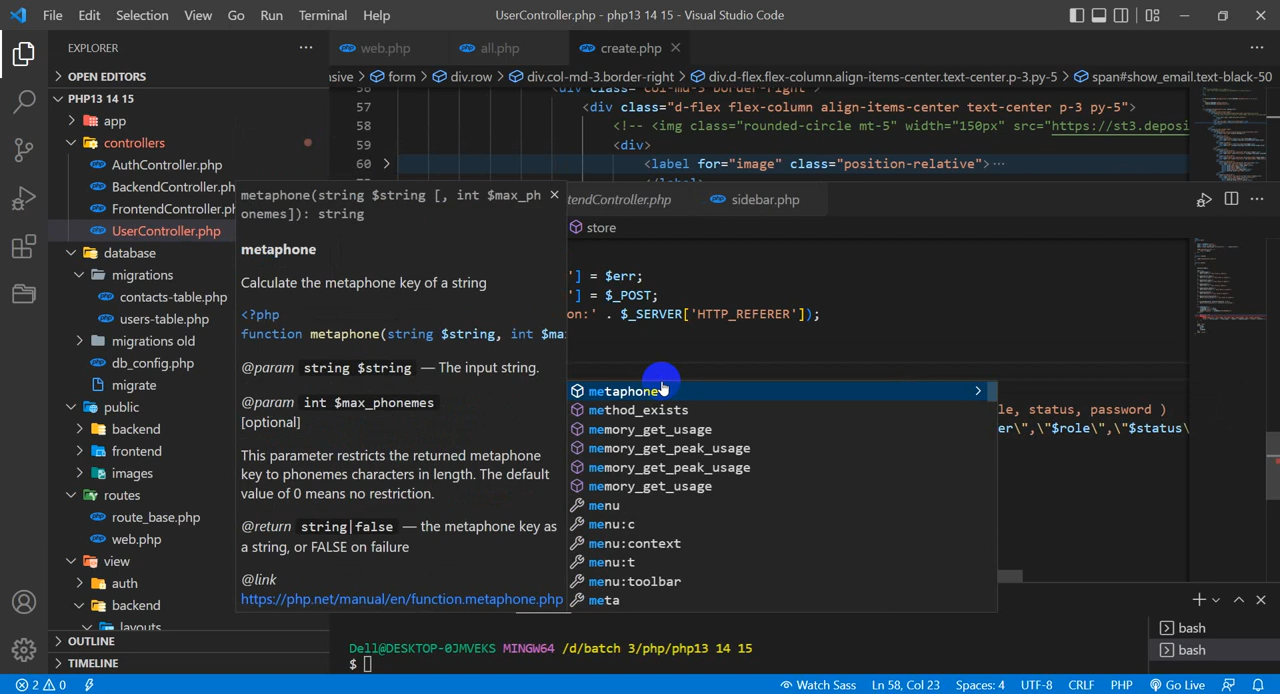 File Edit Selection View Go Run Terminal Help
UserController.php - php13 14 15 - Visual Studio Code
EXPLORER
OPEN EDITORS
PHP13 14 15
app
controllers
AuthController.php
BackendController.ph
FrontendController.ph
UserController.php
database
migrations
contacts-table.php
users-table.php
migrations old
db_config.php
migrate
public
backend
frontend
images
routes
route_base.php
web.php
view
auth
backend
layouts
OUTLINE
TIMELINE
web.php all.php create.php
nsive > form > div.row > div.col-md-3.border-right > div.d-flex.flex-column.align-items-center.text-center.p-3.py-5 > span#show_email.text-black-50
56 <div class="col-md-3 border-right">
57 <div class="d-flex flex-column align-items-center text-center p-3 py-5">
58 <!-- <img class="rounded-circle mt-5" width="150px" src="https://st3.deposi
59 <div>
60 <label for="image" class="position-relative">…
</label>
tendController.php sidebar.php
store
'] = $err;
'] = $_POST;
on:' . $_SERVER['HTTP_REFERER']);
le, status, password )
er\",\"$role\",\"$status\
metaphone(string $string [, int $max_ph
onemes]): string
metaphone
Calculate the metaphone key of a string
<?php
function metaphone(string $string, int $ma
@param string $string — The input string.
@param int $max_phonemes
[optional]
This parameter restricts the returned metaphone
key to phonemes characters in length. The default
value of 0 means no restriction.
@return string|false — the metaphone key as
a string, or FALSE on failure
@link
https://php.net/manual/en/function.metaphone.php
metaphone
method_exists
memory_get_usage
memory_get_peak_usage
memory_get_peak_usage
memory_get_usage
menu
menu:c
menu:context
menu:t
menu:toolbar
meta
Dell@DESKTOP-0JMVEKS MINGW64 /d/batch 3/php/php13 14 15
$
bash
bash
2 0
Watch Sass Ln 58, Col 23 Spaces: 4 UTF-8 CRLF PHP Go Live